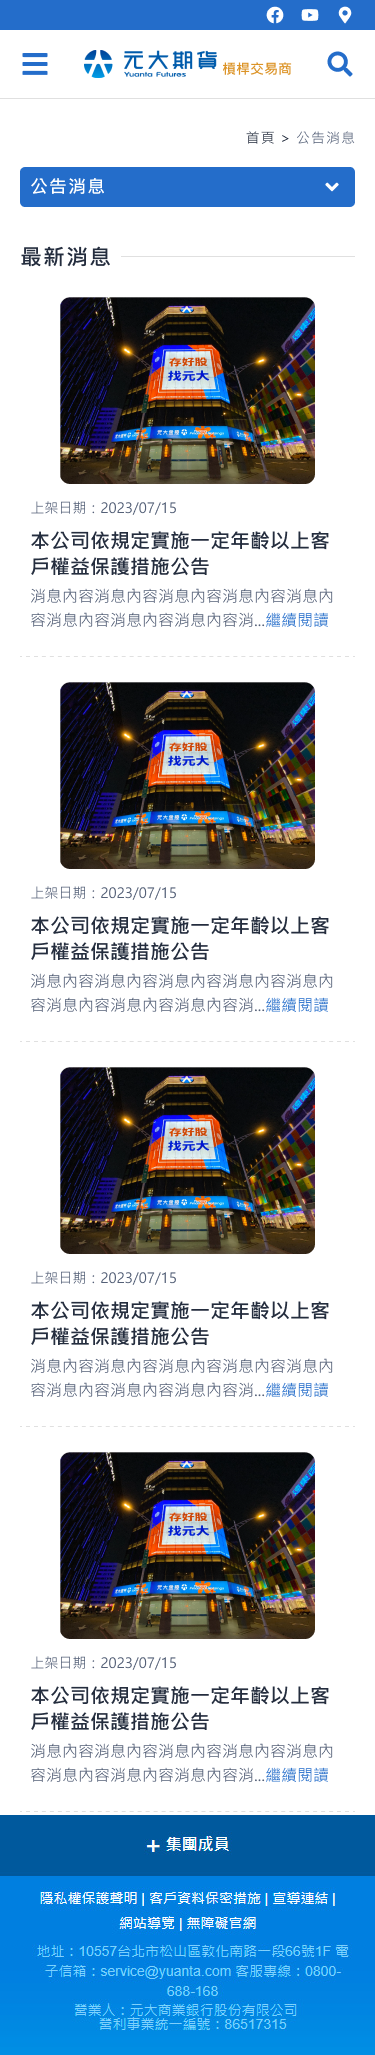 元大期貨 槓桿交易商
Yuanta Futures
首頁 > 公告消息
公告消息
最新消息
存好股
找元大
上架日期：2023/07/15
本公司依規定實施一定年齡以上客
戶權益保護措施公告
消息內容消息內容消息內容消息內容消息內
容消息內容消息內容消息內容消...繼續閱讀
存好股
找元大
上架日期：2023/07/15
本公司依規定實施一定年齡以上客
戶權益保護措施公告
消息內容消息內容消息內容消息內容消息內
容消息內容消息內容消息內容消...繼續閱讀
存好股
找元大
上架日期：2023/07/15
本公司依規定實施一定年齡以上客
戶權益保護措施公告
消息內容消息內容消息內容消息內容消息內
容消息內容消息內容消息內容消...繼續閱讀
存好股
找元大
上架日期：2023/07/15
本公司依規定實施一定年齡以上客
戶權益保護措施公告
消息內容消息內容消息內容消息內容消息內
容消息內容消息內容消息內容消...繼續閱讀
+ 集團成員
隱私權保護聲明 | 客戶資料保密措施 | 宣導連結 |
網站導覽 | 無障礙官網
地址：10557台北市松山區敦化南路一段66號1F 電
子信箱：service@yuanta.com 客服專線：0800-
688-168
營業人：元大商業銀行股份有限公司
營利事業統一編號：86517315